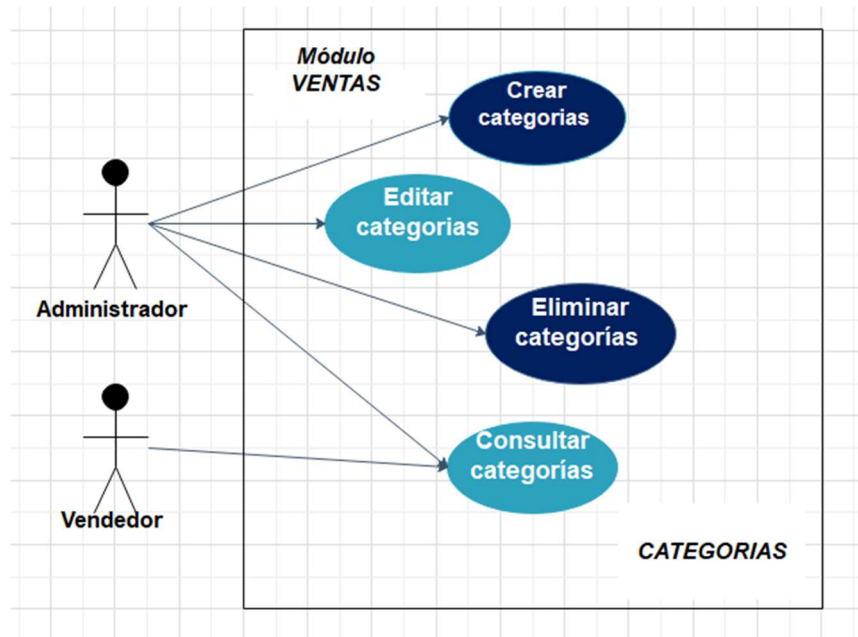 Módulo
VENTAS
Crear
categorias
Editar
categorias
Administrador
Eliminar
categorías
Consultar
categorías
Vendedor
CATEGORIAS